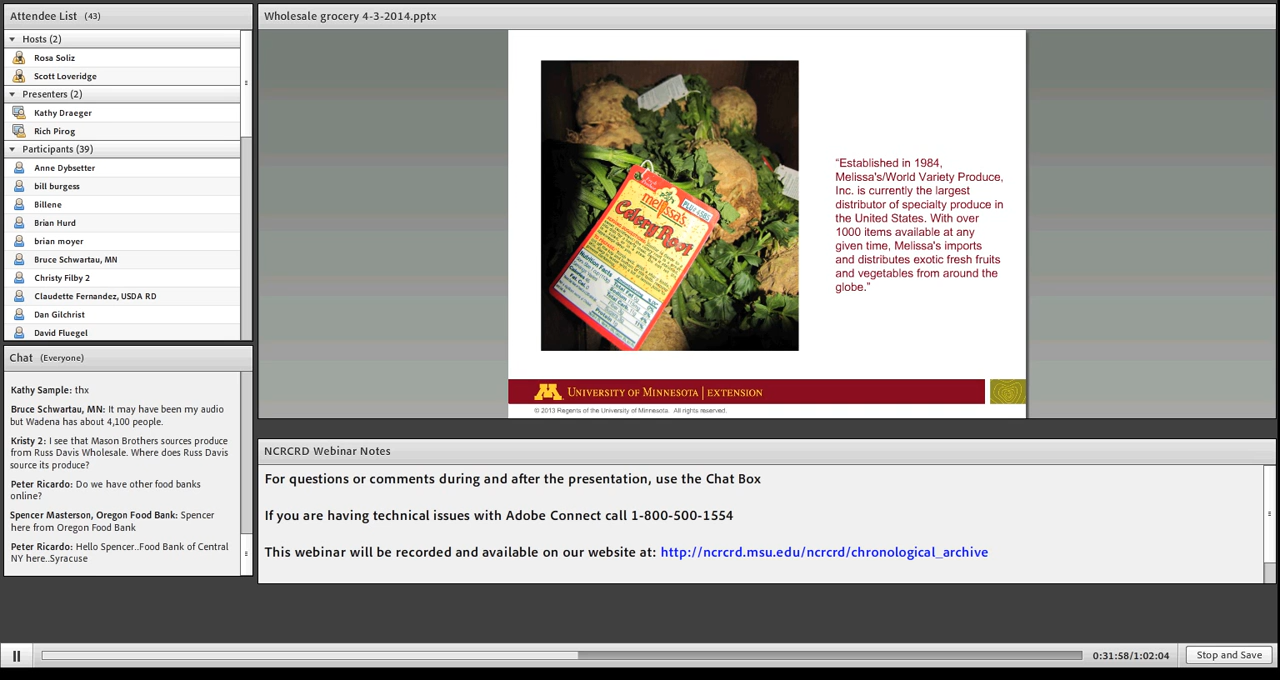 Attendee List (43)
Hosts (2)
Rosa Soliz
Scott Loveridge
Presenters (2)
Kathy Draeger
Rich Pirog
Participants (39)
Anne Dybsetter
bill burgess
Billene
Brian Hurd
brian moyer
Bruce Schwartau, MN
Christy Filby 2
Claudette Fernandez, USDA RD
Dan Gilchrist
David Fluegel
Chat (Everyone)
Kathy Sample: thx
Bruce Schwartau, MN: It may have been my audio
but Wadena has about 4,100 people.
Kristy 2: I see that Mason Brothers sources produce
from Russ Davis Wholesale. Where does Russ Davis
source its produce?
Peter Ricardo: Do we have other food banks
online?
Spencer Masterson, Oregon Food Bank: Spencer
here from Oregon Food Bank
Peter Ricardo: Hello Spencer..Food Bank of Central
NY here..Syracuse
Wholesale grocery 4-3-2014.pptx
melissa's
Celery Root
Nutrition Facts
“Established in 1984,
Melissa's/World Variety Produce,
Inc. is currently the largest
distributor of specialty produce in
the United States. With over
1000 items available at any
given time, Melissa's imports
and distributes exotic fresh fruits
and vegetables from around the
globe.”
UNIVERSITY OF MINNESOTA | EXTENSION
© 2013 Regents of the University of Minnesota. All rights reserved.
NCRCRD Webinar Notes
For questions or comments during and after the presentation, use the Chat Box
If you are having technical issues with Adobe Connect call 1-800-500-1554
This webinar will be recorded and available on our website at: http://ncrcrd.msu.edu/ncrcrd/chronological_archive
0:31:58/1:02:04
Stop and Save